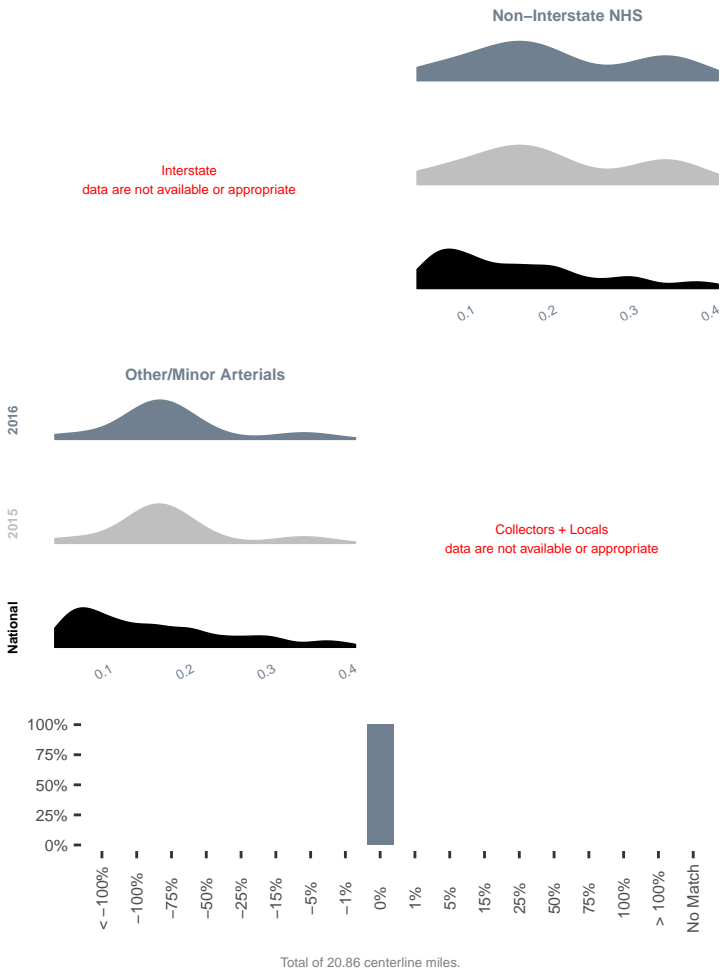 Non−Interstate NHS
Interstate
data are not available or appropriate
0.1 0.2 0.3 0.4
Other/Minor Arterials
2016
2015
National
Collectors + Locals
data are not available or appropriate
0.1 0.2 0.3 0.4
100%
75%
50%
25%
0%
< −100% −100% −75% −50% −25% −15% −5% −1% 0% 1% 5% 15% 25% 50% 75% 100% > 100% No Match
Total of 20.86 centerline miles.